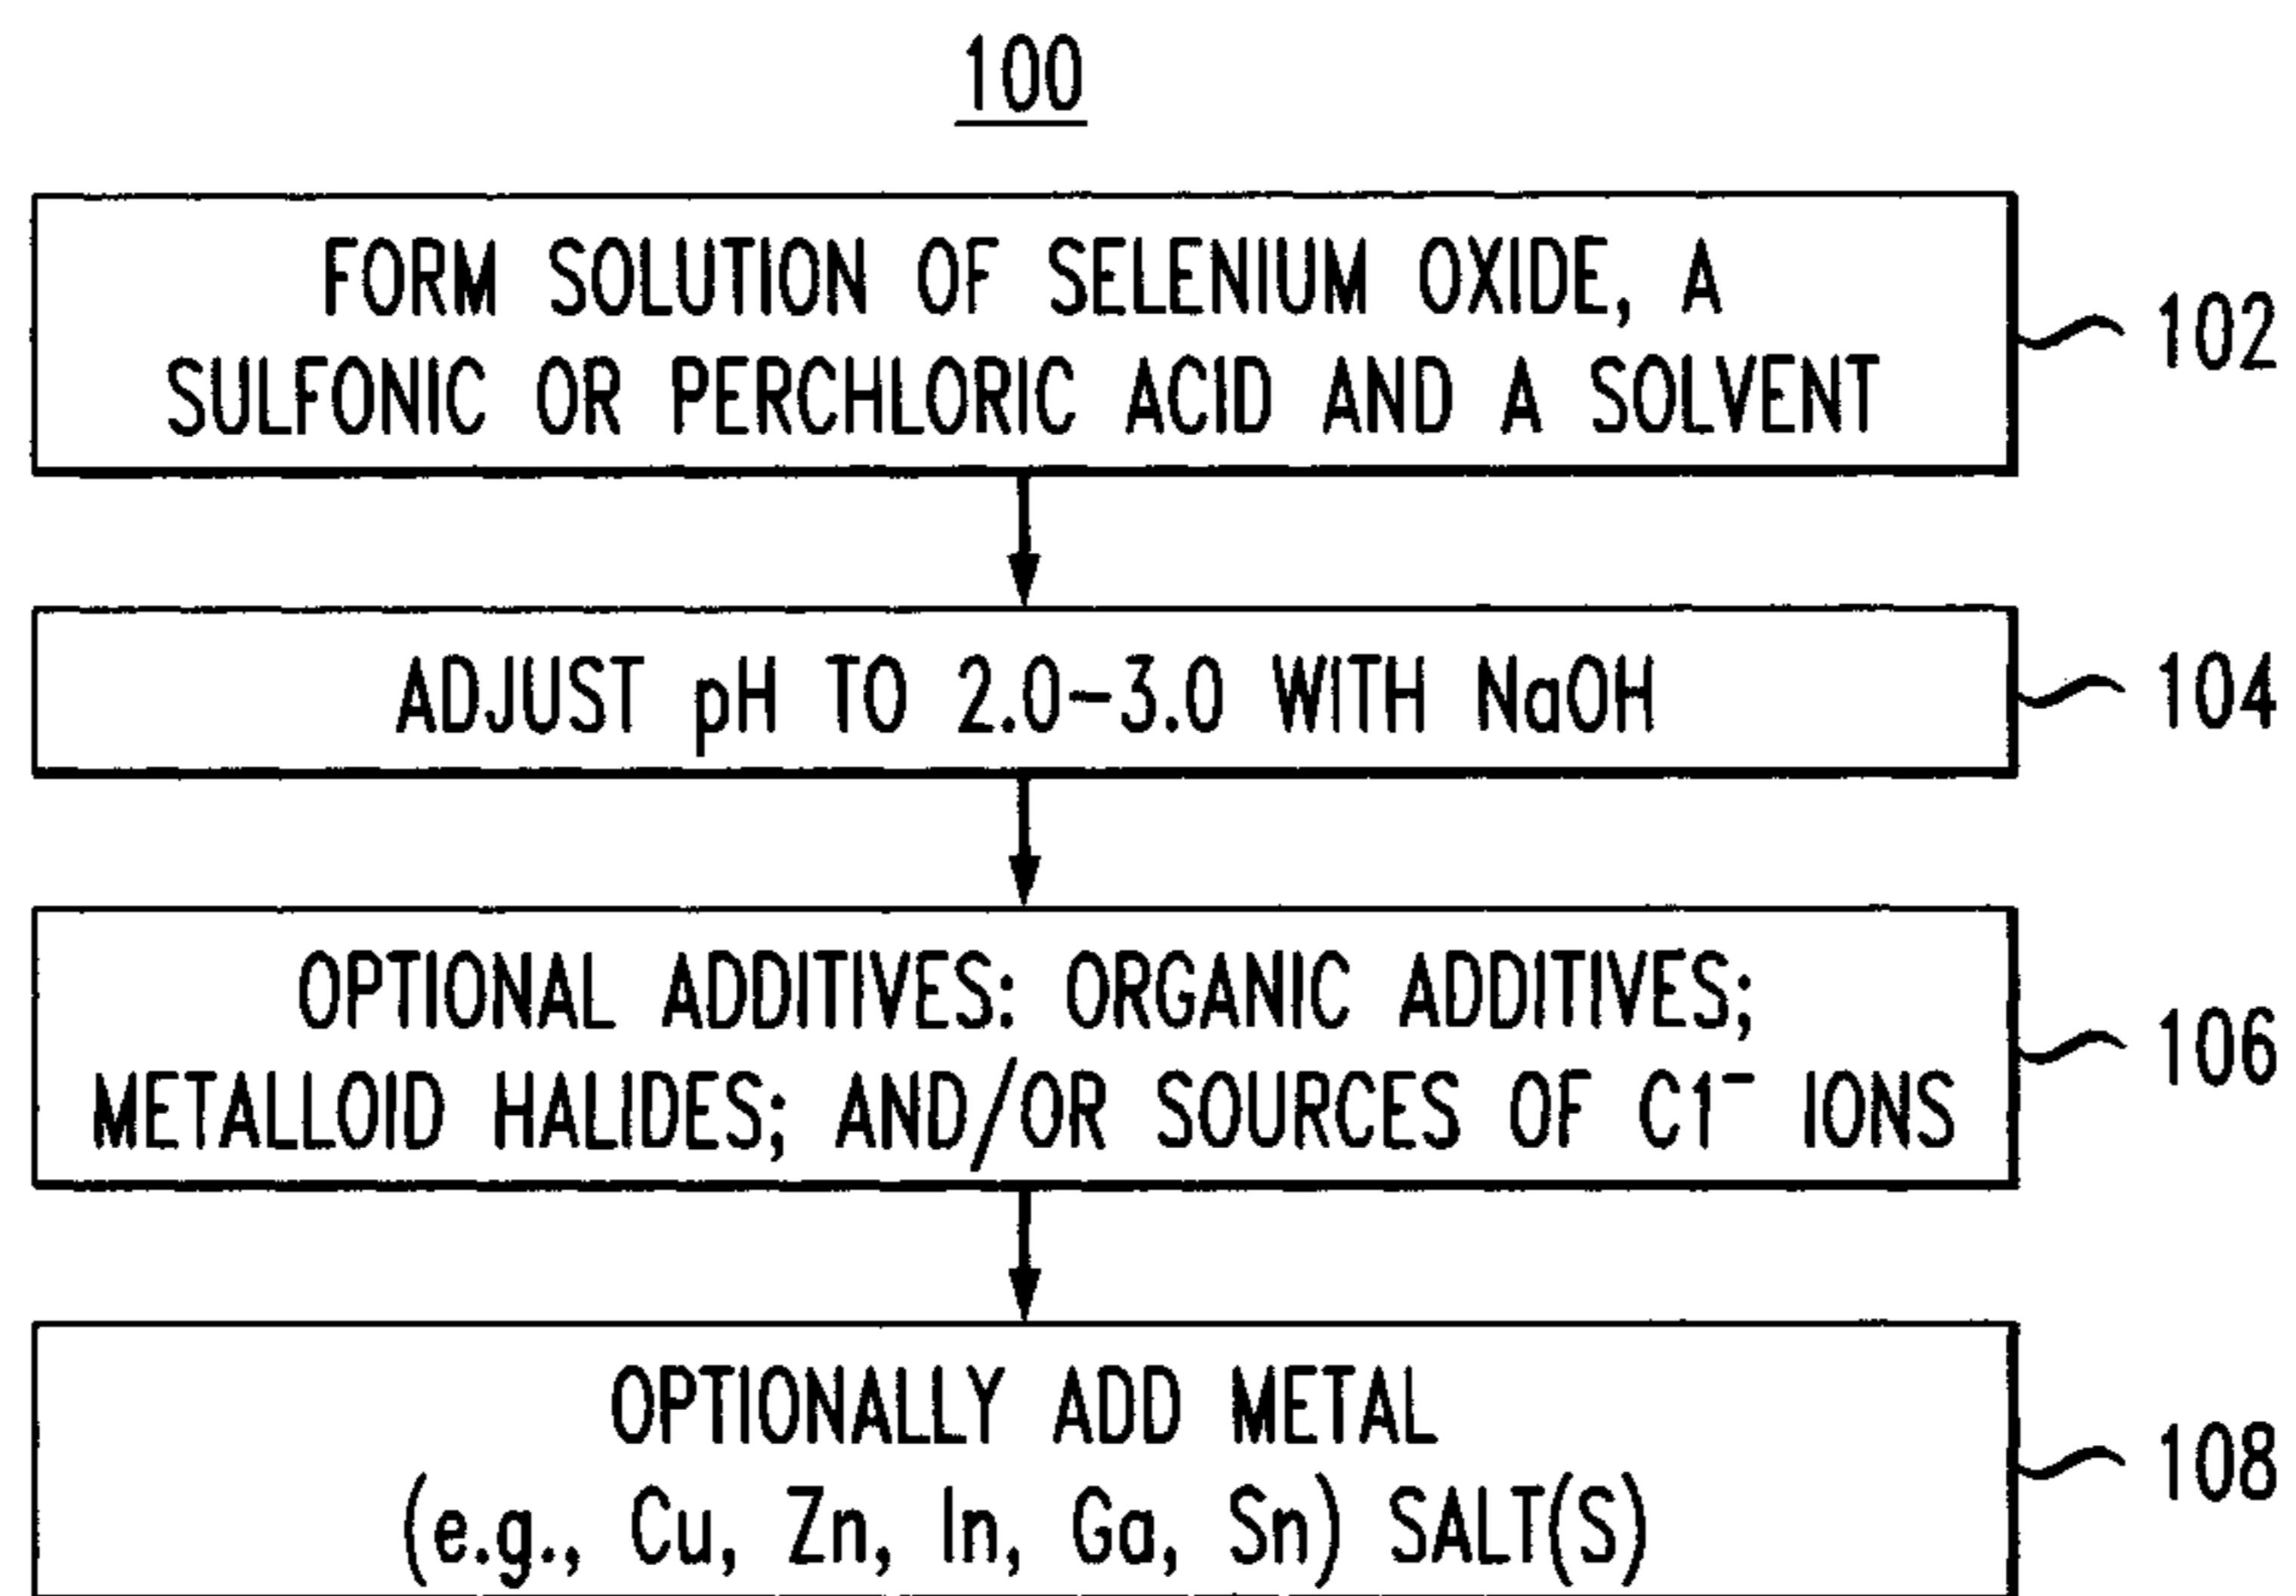 100
FORM SOLUTION OF SELENIUM OXIDE, A
SULFONIC OR PERCHLORIC ACID AND A SOLVENT
102
ADJUST pH TO 2.0-3.0 WITH NaOH
104
OPTIONAL ADDITIVES: ORGANIC ADDITIVES;
METALLOID HALIDES; AND/OR SOURCES OF C1⁻ IONS
106
OPTIONALLY ADD METAL
(e.g., Cu, Zn, In, Ga, Sn) SALT(S)
108